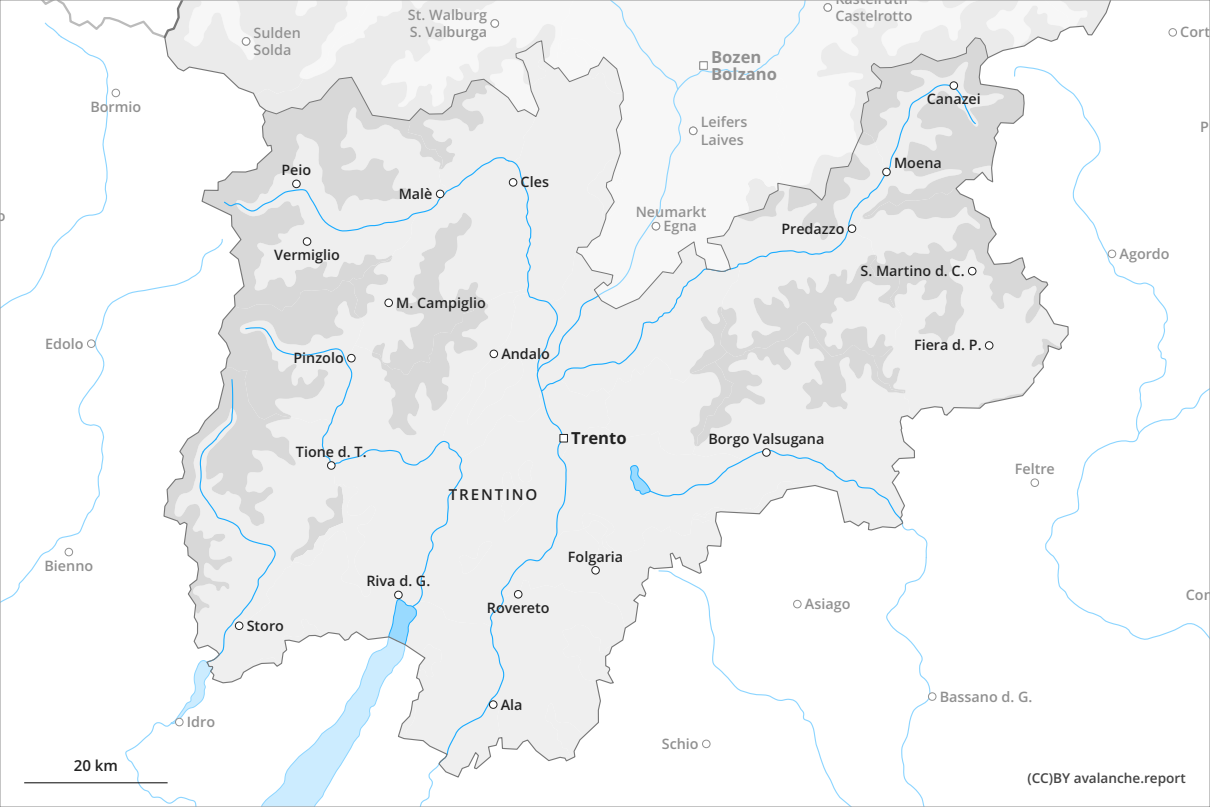 Kastelruth
Castelrotto
St. Walburg
S. Valburga
Sulden
Solda
Cort
Bozen
Bolzano
Bormio
Canazei
Leifers
Laives
P
Moena
Peio
Malè
Cles
Neumarkt
Egna
Predazzo
Vermiglio
Agordo
S. Martino d. C.
M. Campiglio
Edolo
Pinzolo
Andalo
Fiera d. P.
Trento
Borgo Valsugana
Tione d. T.
Feltre
TRENTINO
Folgaria
Bienno
Riva d. G.
Rovereto
Asiago
Cor
Storo
Bassano d. G.
Ala
Idro
Schio
20 km
(CC)BY avalanche.report